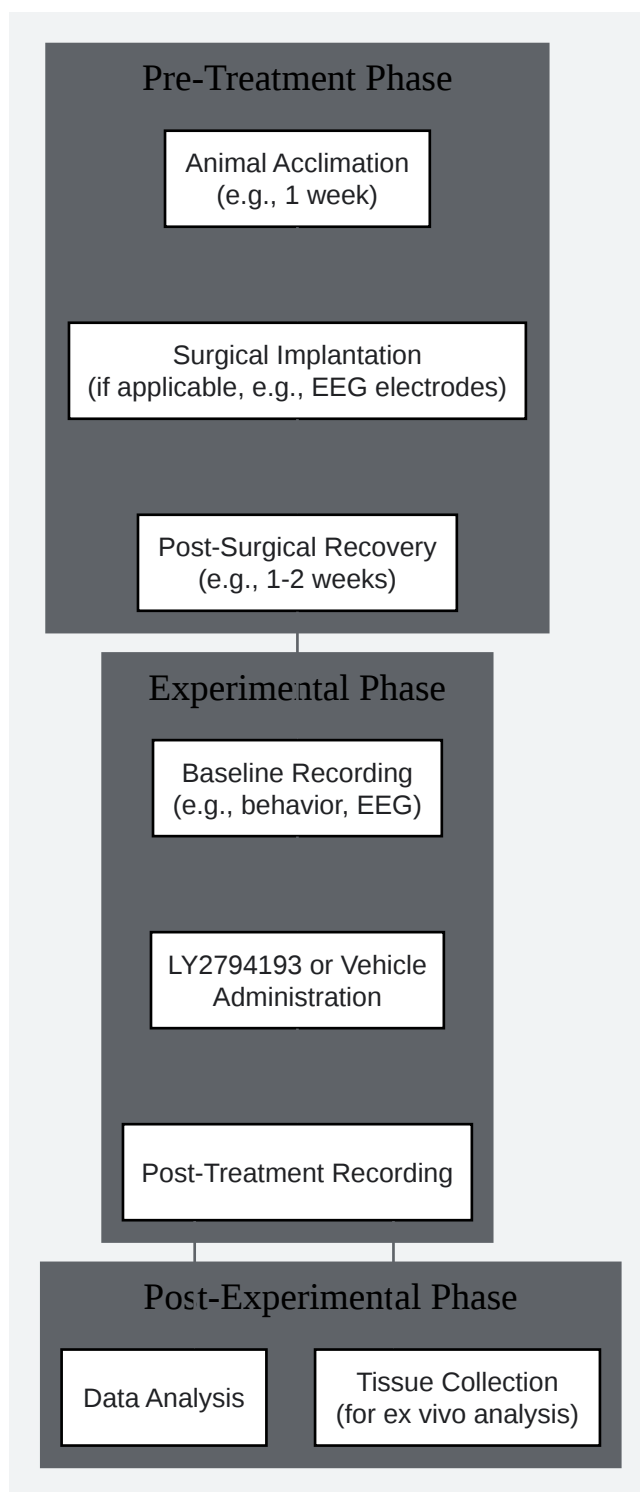 Pre-Treatment Phase
Animal Acclimation
(e.g., 1 week)
Surgical Implantation
(if applicable, e.g., EEG electrodes)
Post-Surgical Recovery
(e.g., 1-2 weeks)
Experimental Phase
Baseline Recording
(e.g., behavior, EEG)
LY2794193 or Vehicle
Administration
Post-Treatment Recording
Post-Experimental Phase
Data Analysis
Tissue Collection
(for ex vivo analysis)